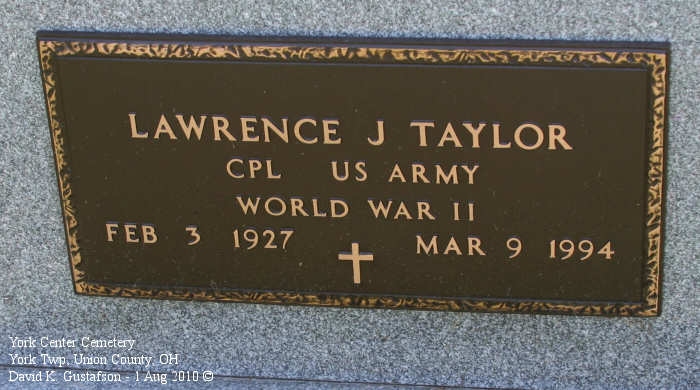 LAWRENCE J TAYLOR
CPL US ARMY
WORLD WAR II
FEB 3 1927 MAR 9 1994
York Center Cemetery
York Twp, Union County, OH
David K. Gustafson - 1 Aug 2010 ©